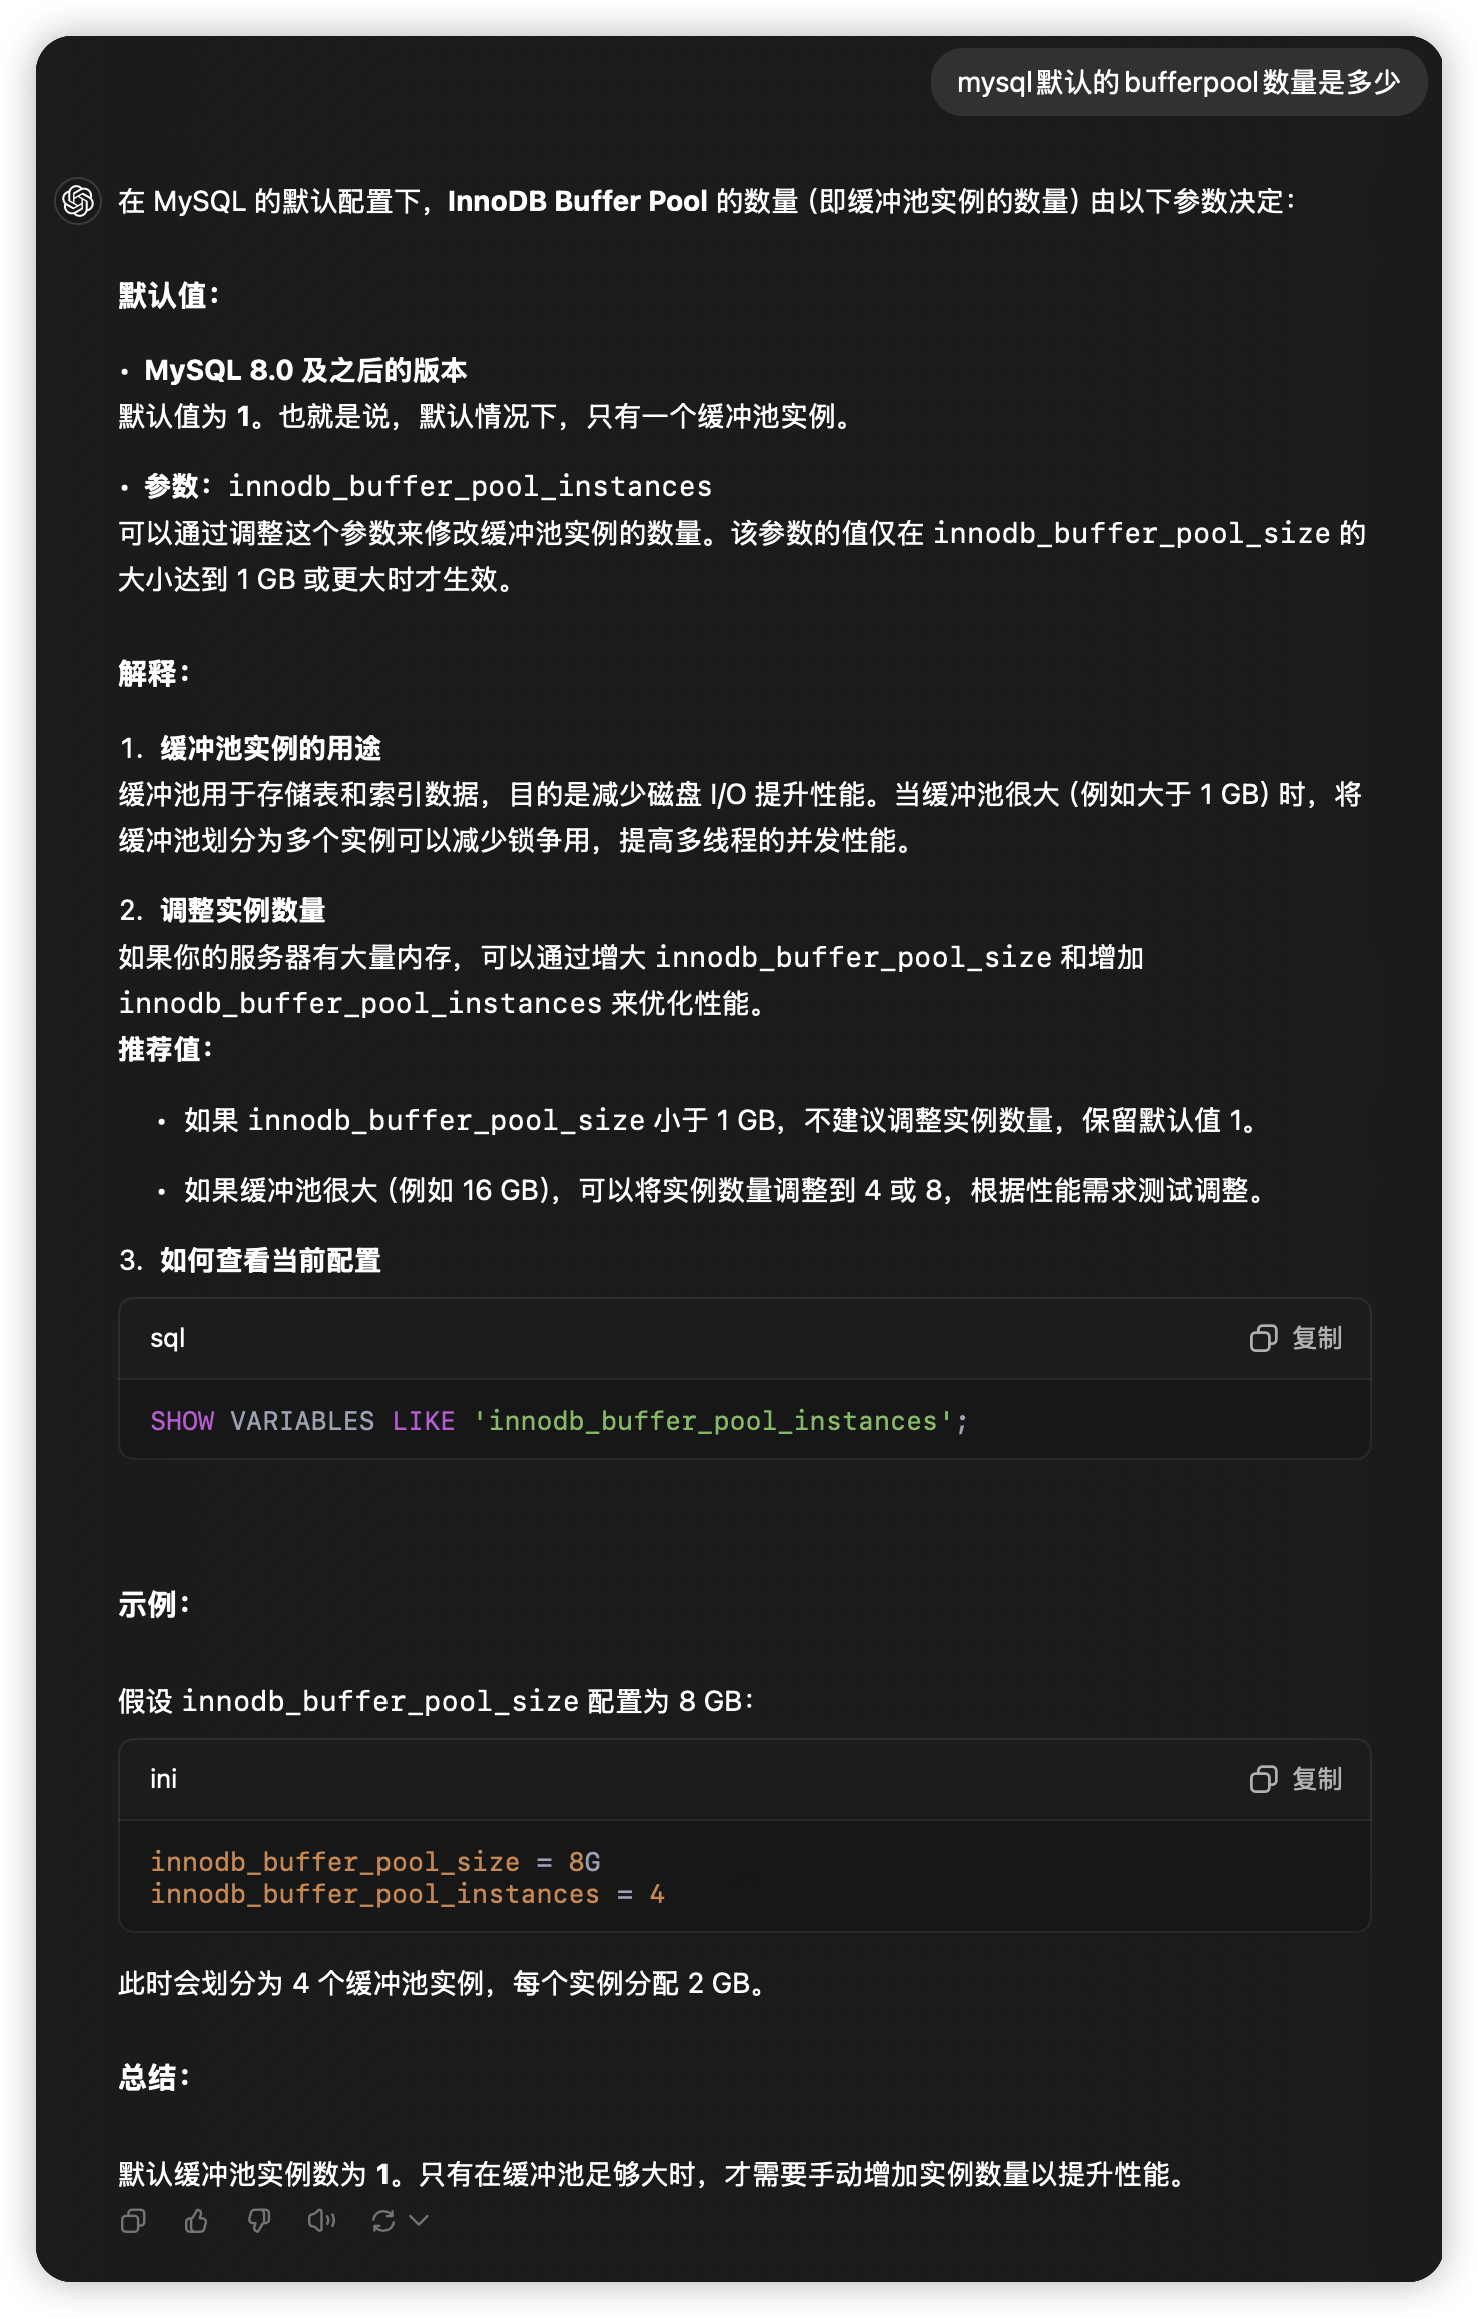 mysql默认的bufferpool数量是多少
在 MySQL 的默认配置下，InnoDB Buffer Pool 的数量（即缓冲池实例的数量）由以下参数决定：
默认值：
• MySQL 8.0 及之后的版本
默认值为 1。也就是说，默认情况下，只有一个缓冲池实例。
• 参数：innodb_buffer_pool_instances
可以通过调整这个参数来修改缓冲池实例的数量。该参数的值仅在 innodb_buffer_pool_size 的
大小达到 1 GB 或更大时才生效。
解释：
1. 缓冲池实例的用途
缓冲池用于存储表和索引数据，目的是减少磁盘 I/O 提升性能。当缓冲池很大（例如大于 1 GB）时，将
缓冲池划分为多个实例可以减少锁争用，提高多线程的并发性能。
2. 调整实例数量
如果你的服务器有大量内存，可以通过增大 innodb_buffer_pool_size 和增加
innodb_buffer_pool_instances 来优化性能。
推荐值：
• 如果 innodb_buffer_pool_size 小于 1 GB，不建议调整实例数量，保留默认值 1。
• 如果缓冲池很大（例如 16 GB），可以将实例数量调整到 4 或 8，根据性能需求测试调整。
3. 如何查看当前配置
sql 复制
SHOW VARIABLES LIKE 'innodb_buffer_pool_instances';
示例：
假设 innodb_buffer_pool_size 配置为 8 GB：
ini 复制
innodb_buffer_pool_size = 8G
innodb_buffer_pool_instances = 4
此时会划分为 4 个缓冲池实例，每个实例分配 2 GB。
总结：
默认缓冲池实例数为 1。只有在缓冲池足够大时，才需要手动增加实例数量以提升性能。